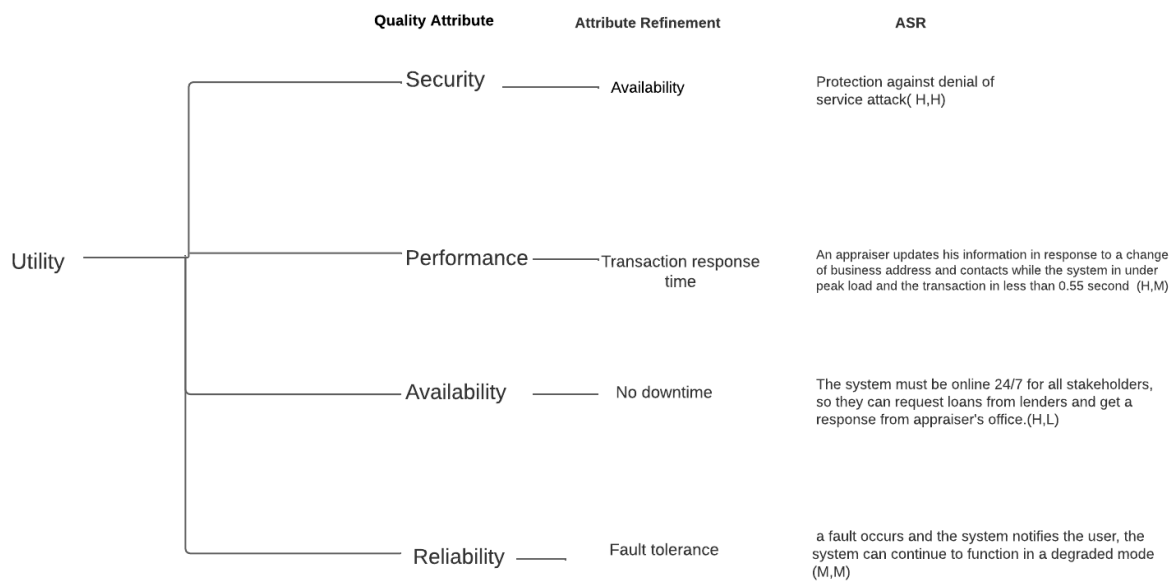 Quality Attribute
Attribute Refinement
ASR
Security
Availability
Protection against denial of
service attack( H,H)
Utility
Performance
Transaction response
time
An appraiser updates his information in response to a change
of business address and contacts while the system in under
peak load and the transaction in less than 0.55 second (H,M)
Availability
No downtime
The system must be online 24/7 for all stakeholders,
so they can request loans from lenders and get a
response from appraiser's office.(H,L)
Reliability
Fault tolerance
a fault occurs and the system notifies the user, the
system can continue to function in a degraded mode
(M,M)